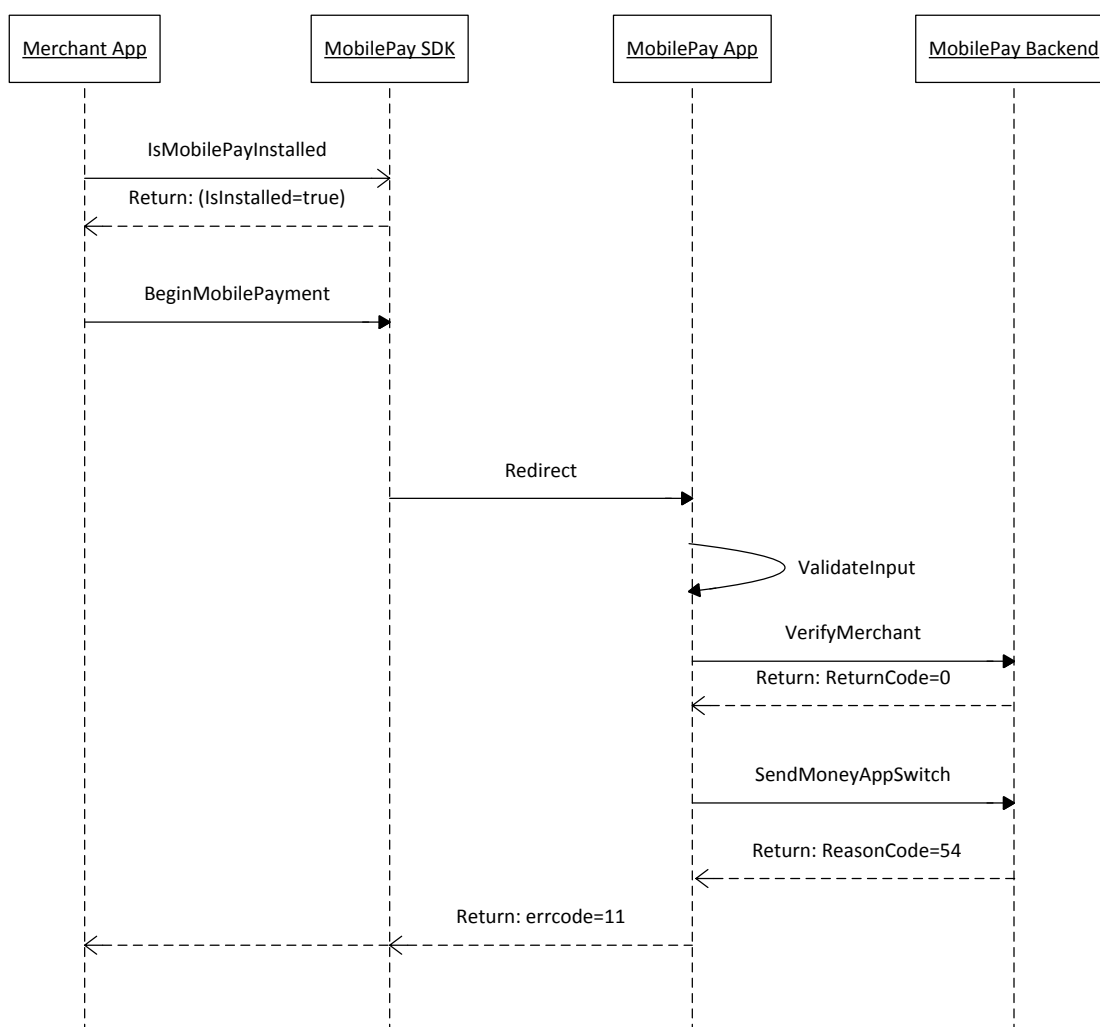 Merchant App
MobilePay SDK
MobilePay App
MobilePay Backend
IsMobilePayInstalled
Return: (IsInstalled=true)
BeginMobilePayment
Redirect
ValidateInput
VerifyMerchant
Return: ReturnCode=0
SendMoneyAppSwitch
Return: ReasonCode=54
Return: errcode=11